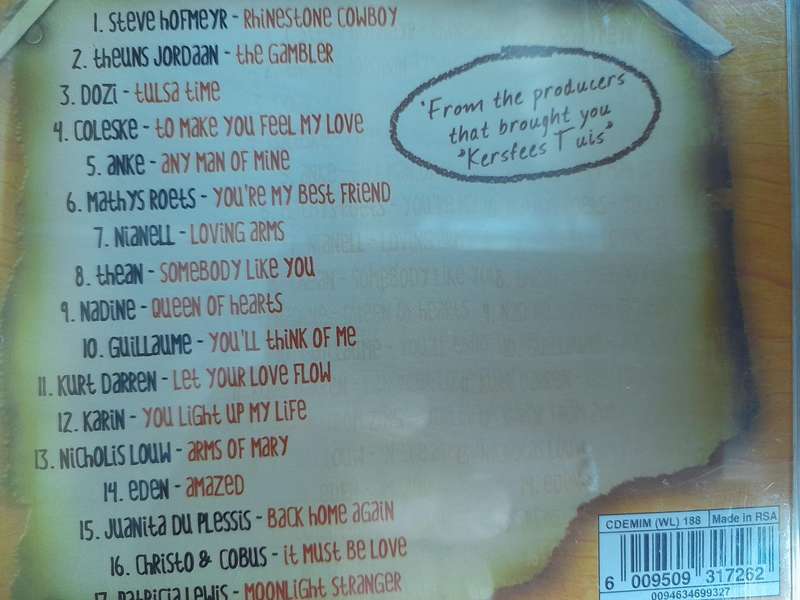 1. Steve Hofmeyr - Rhinestone Cowboy
2. Theuns Jordaan - The Gambler
3. Dozi - Tulsa Time
4. Coleske - To Make You Feel My Love
5. Anke - Any Man Of Mine
6. Mathys Roets - You're My Best Friend
7. Nianell - Loving Arms
8. Thean - Somebody Like You
9. Nadine - Queen Of Hearts
10. Guillaume - You'll Think Of Me
11. Kurt Darren - Let Your Love Flow
12. Karin - You Light Up My Life
13. Nicholis Louw - Arms Of Mary
14. Eden - Amazed
15. Juanita Du Plessis - Back Home Again
16. Christo & Cobus - It Must Be Love
17. Patricia Lewis - Moonlight Stranger
"From the producers
that brought you
"Kersfees Tuis"
CDEMIM (WL) 188 Made in RSA
6 009509 317262
0094634699327